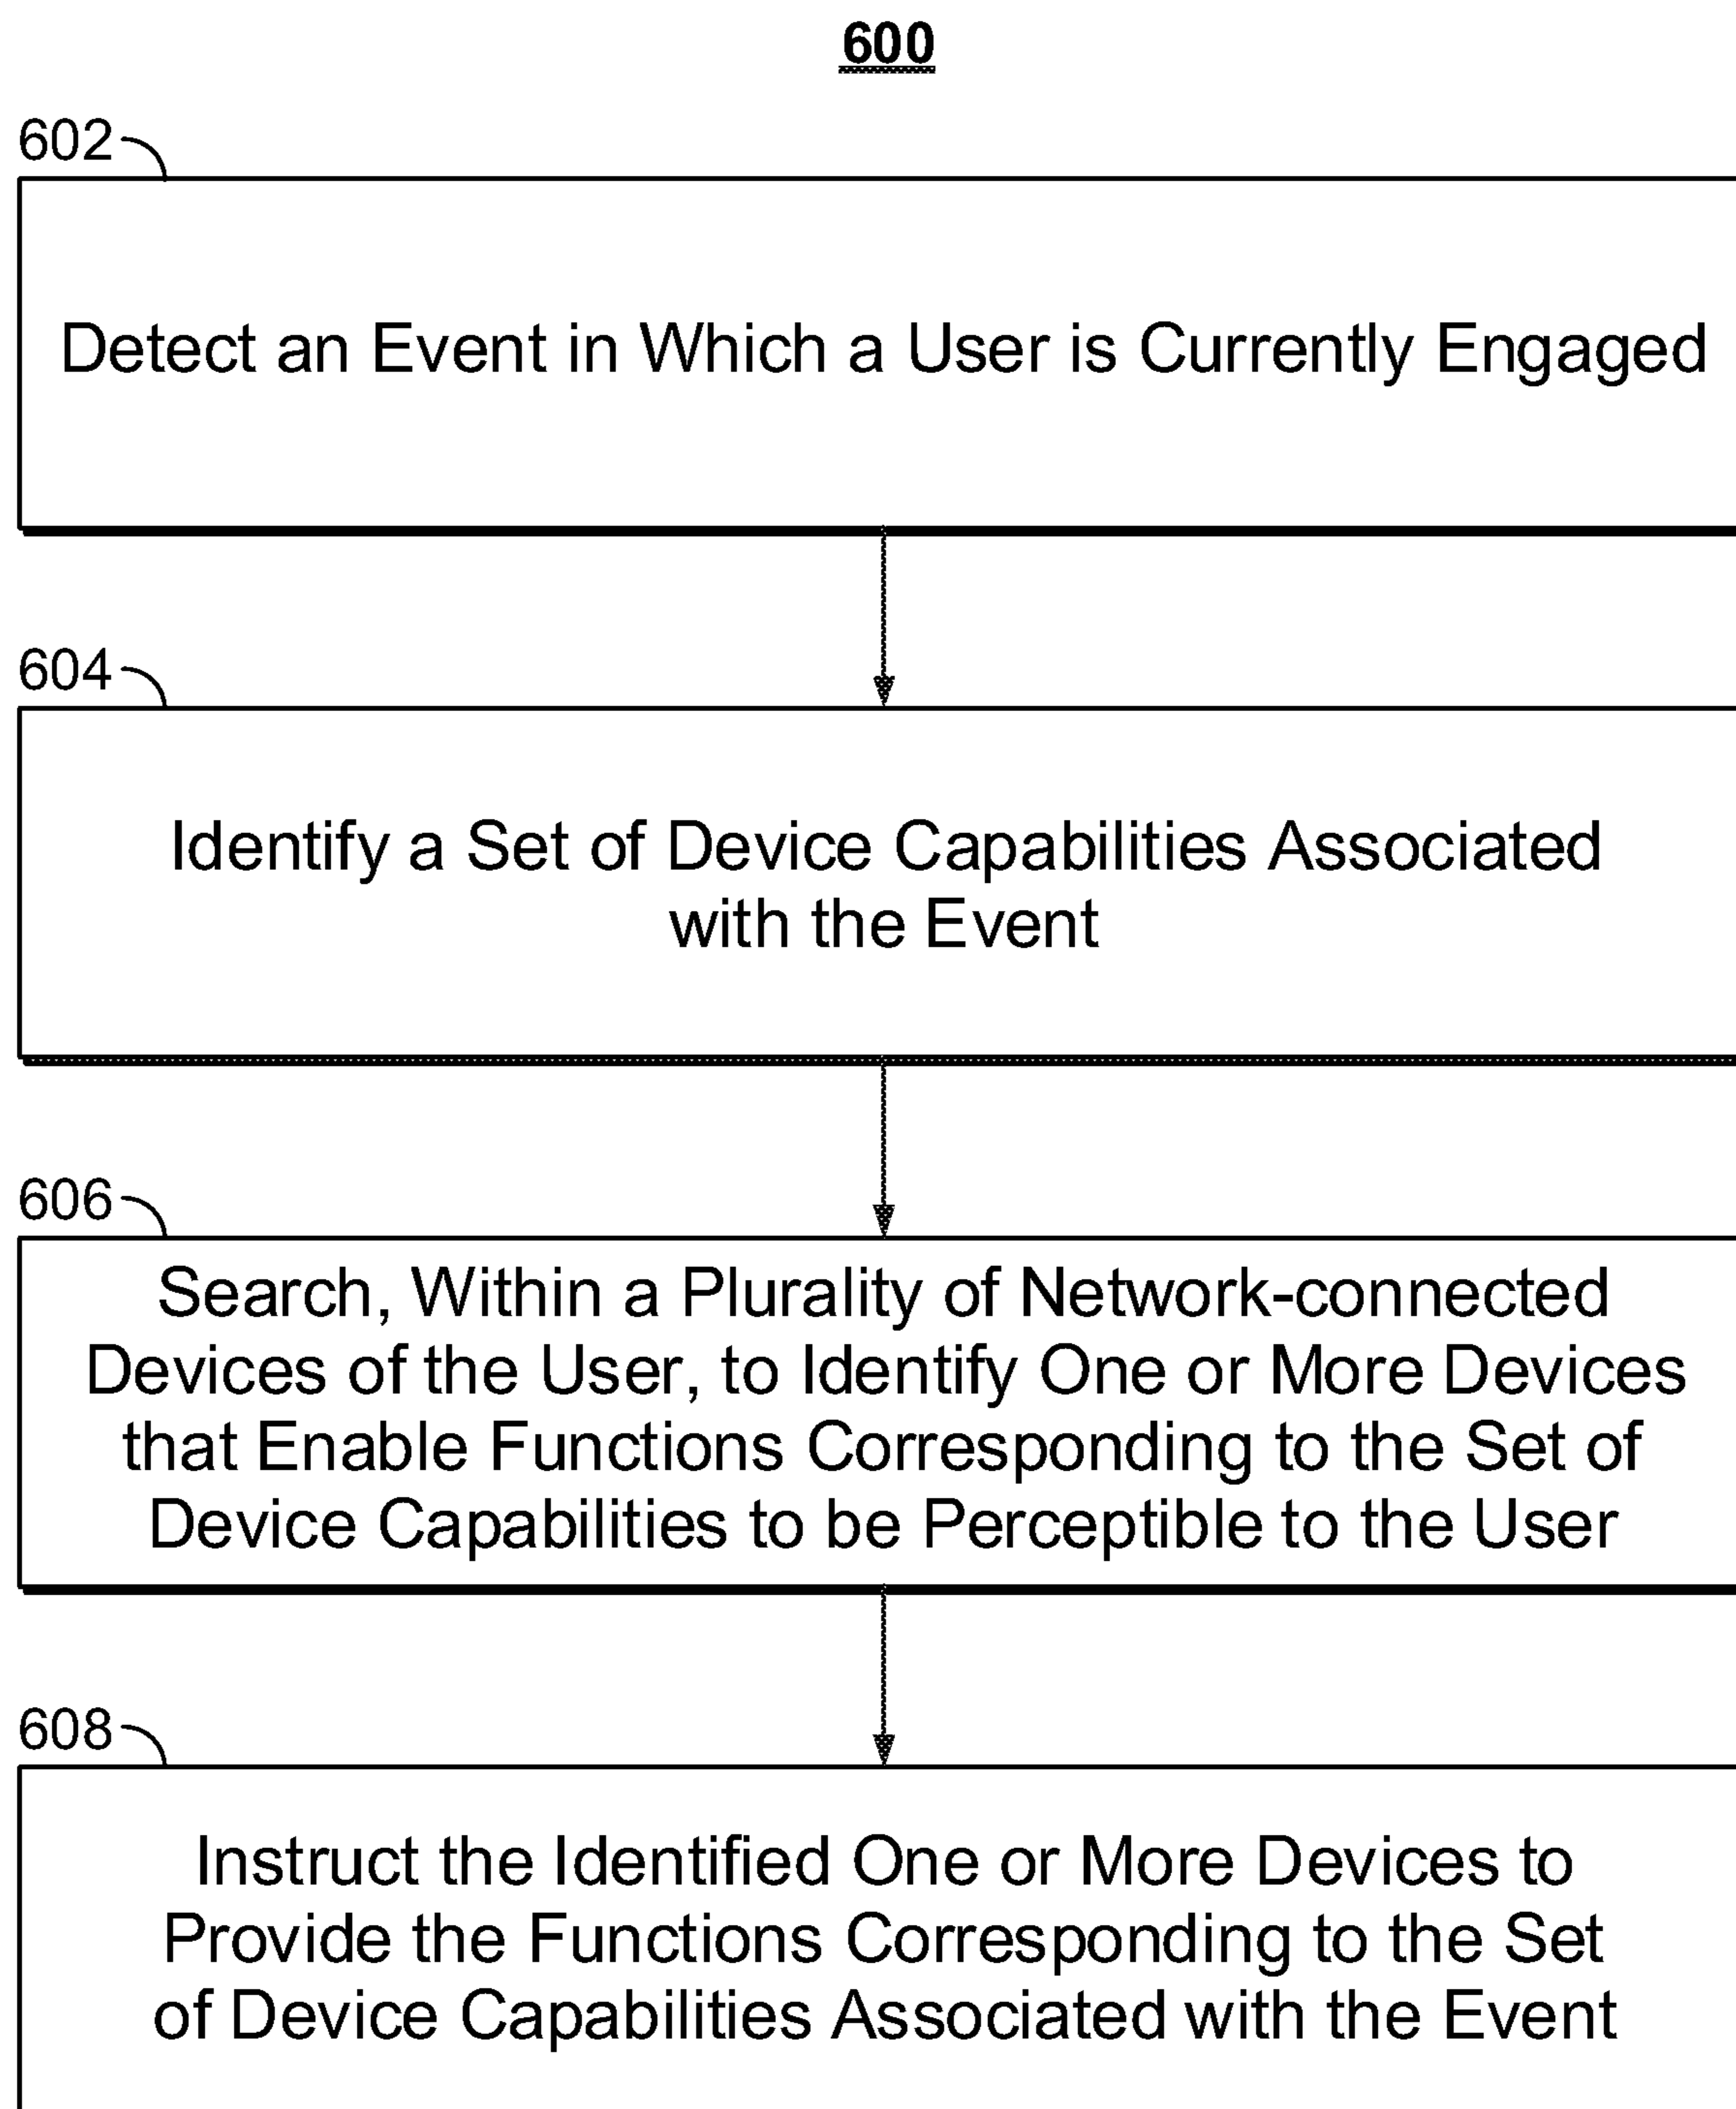 600
602
Detect an Event in Which a User is Currently Engaged
604
Identify a Set of Device Capabilities Associated
with the Event
606
Search, Within a Plurality of Network-connected
Devices of the User, to Identify One or More Devices
that Enable Functions Corresponding to the Set of
Device Capabilities to be Perceptible to the User
608
Instruct the Identified One or More Devices to
Provide the Functions Corresponding to the Set
of Device Capabilities Associated with the Event